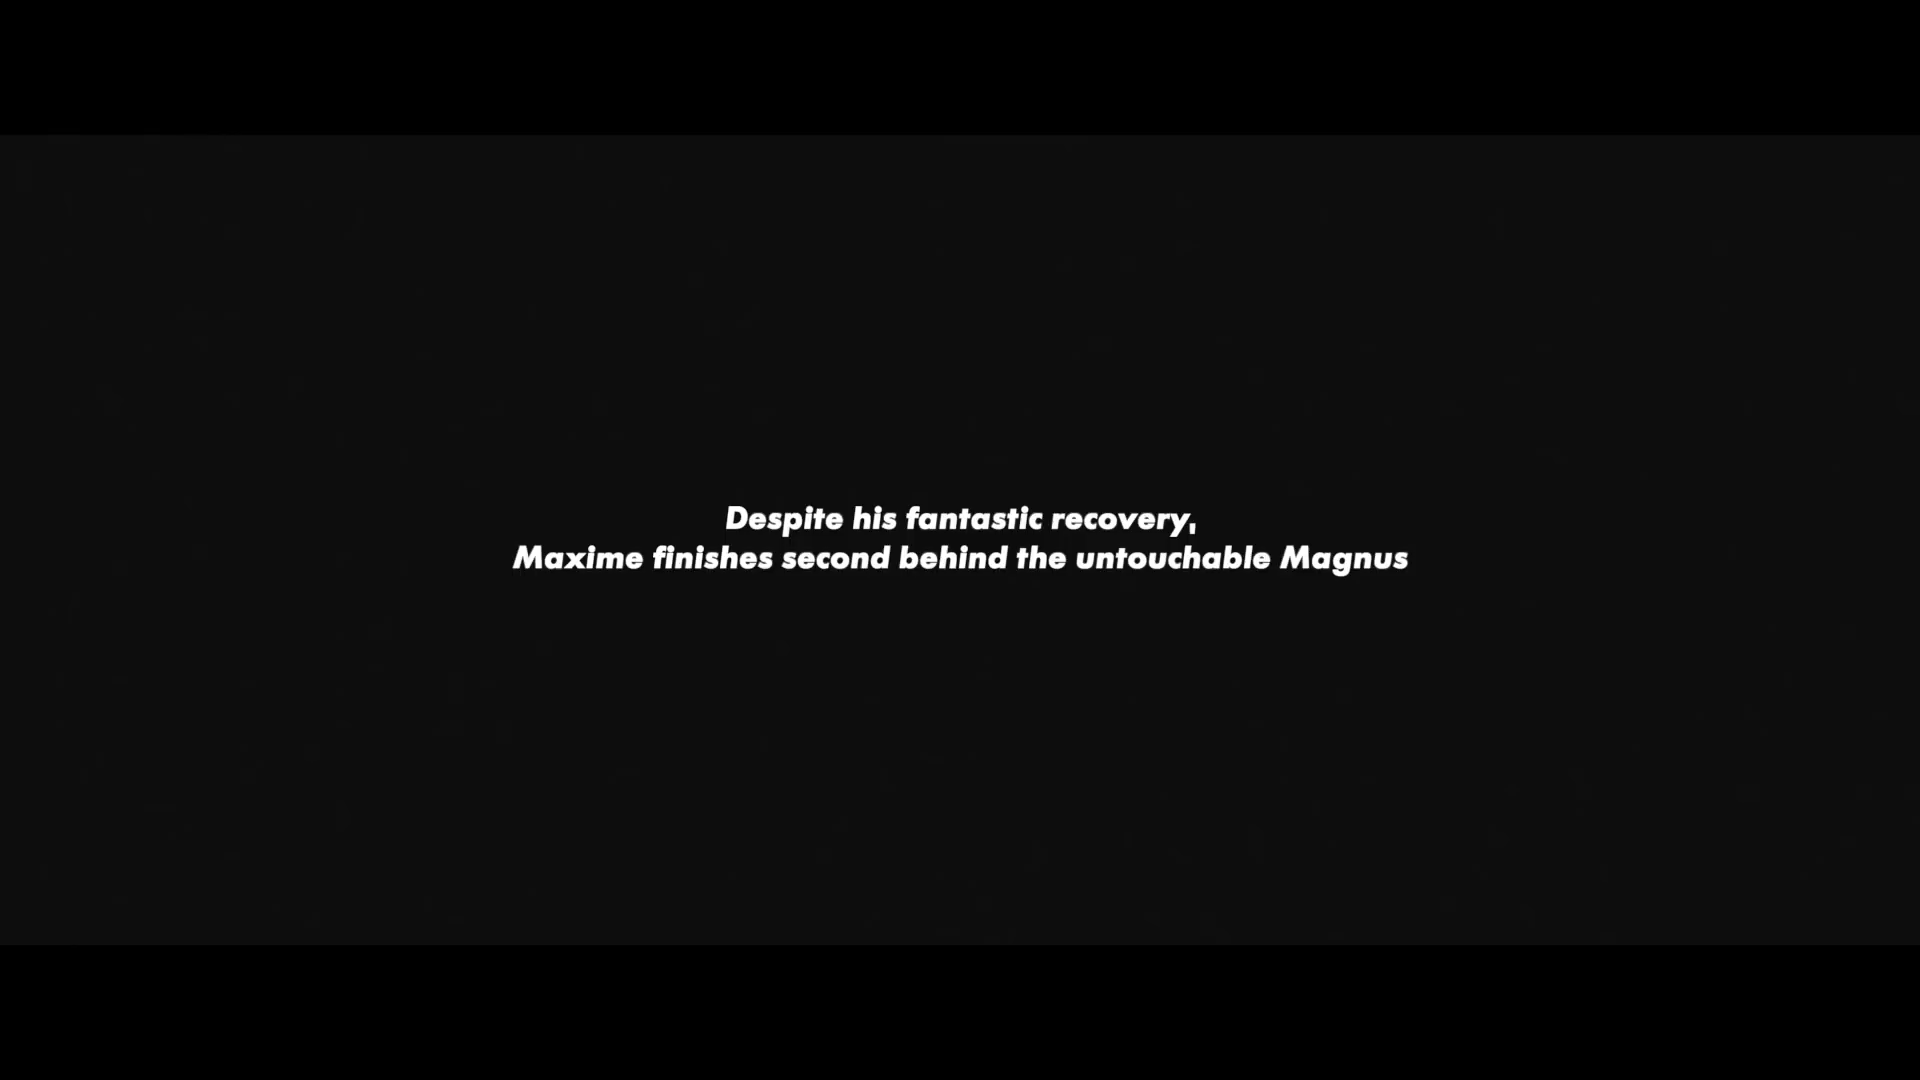 Despite his fantastic recovery,
Maxime finishes second behind the untouchable Magnus